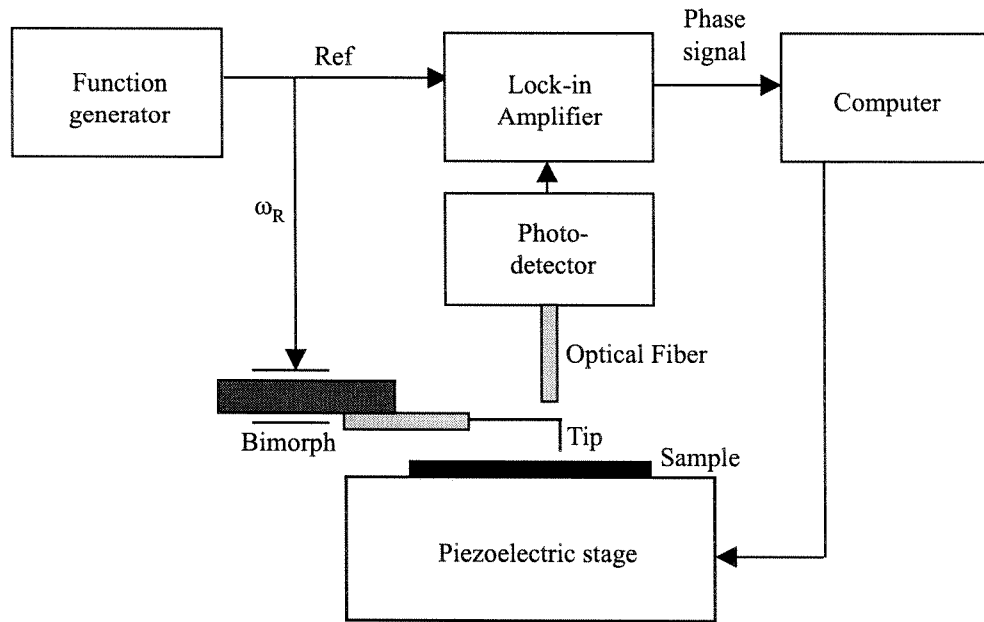 Function
generator
Ref
Lock-in
Amplifier
Phase
signal
Computer
ω_R
Photo-
detector
Optical Fiber
Bimorph
Tip
Sample
Piezoelectric stage